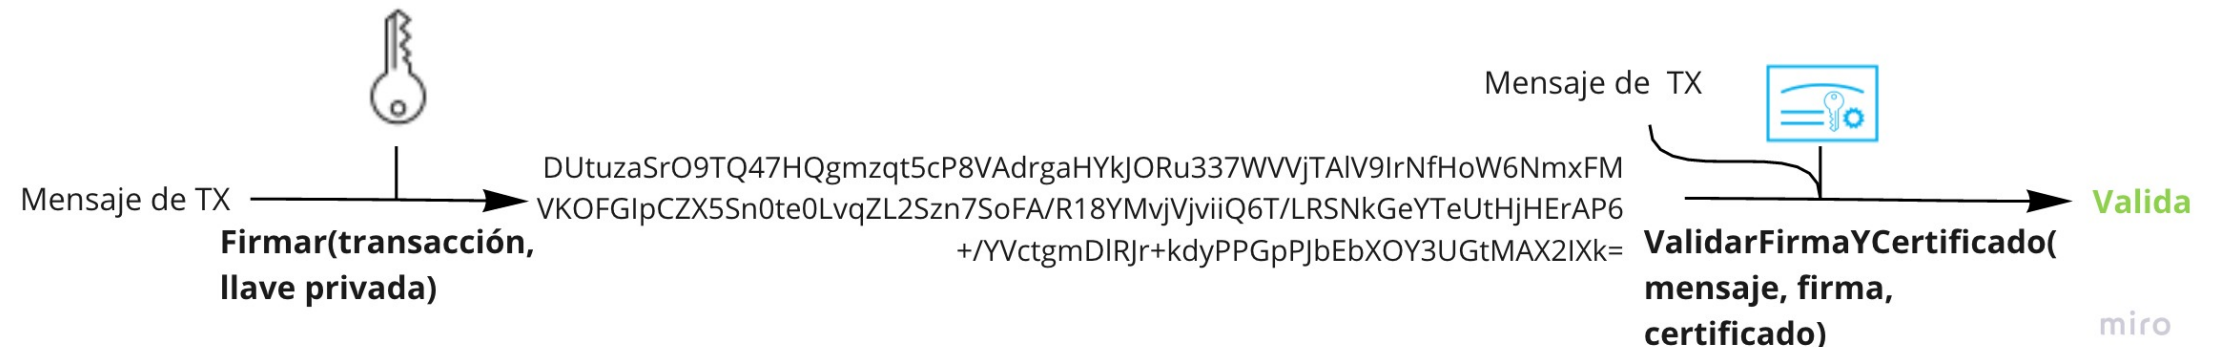 Mensaje de TX
Firmar(transacción,
llave privada)
DUtuzaSrO9TQ47HQgmzqt5cP8VAdrgaHYkJORu337WVVjTAlV9IrNfHoW6NmxFM
VKOFGIpCZX5Sn0te0LvqZL2Szn7SoFA/R18YMvjVjviiQ6T/LRSNkGeYTeUtHjHErAP6
+/YVctgmDlRJr+kdyPPGpPJbEbXOY3UGtMAX2IXk=
Mensaje de TX
ValidarFirmaYCertificado(
mensaje, firma,
certificado)
Valida
miro